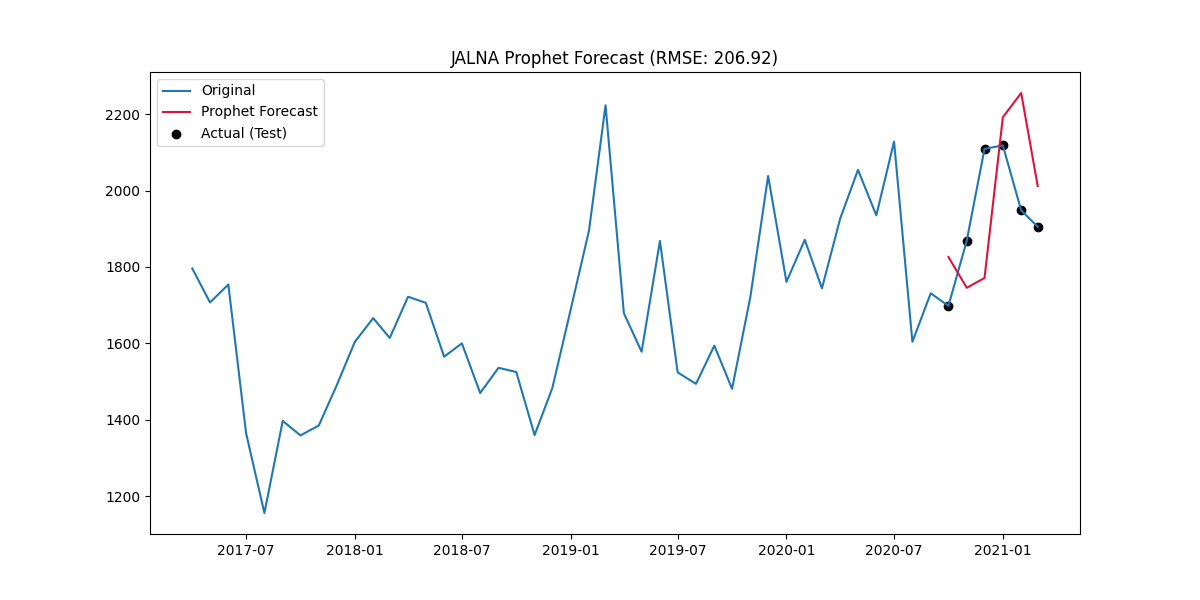 JALNA Prophet Forecast (RMSE: 206.92)
Original
Prophet Forecast
Actual (Test)
2200
2000
1800
1600
1400
1200
2017-07 2018-01 2018-07 2019-01 2019-07 2020-01 2020-07 2021-01